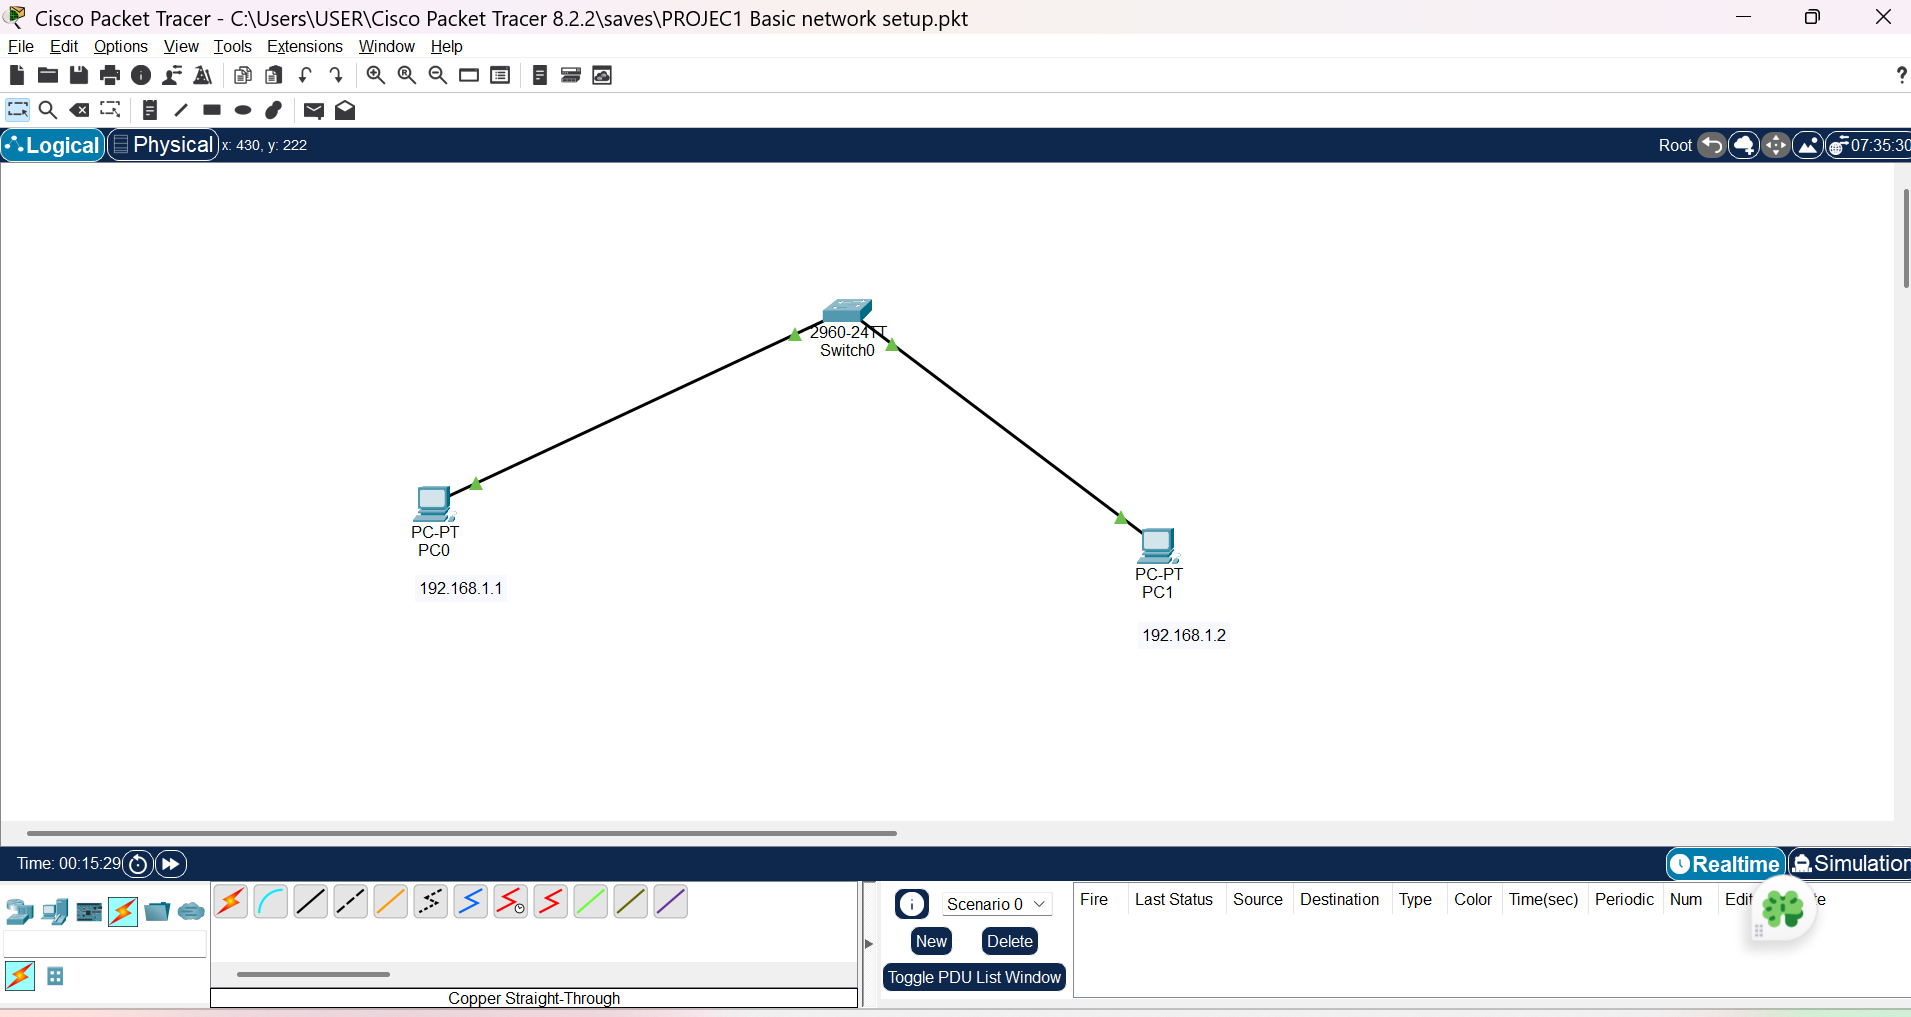 Cisco Packet Tracer - C:\Users\USER\Cisco Packet Tracer 8.2.2\saves\PROJEC1 Basic network setup.pkt
File Edit Options View Tools Extensions Window Help
?
Logical Physical x: 430, y: 222 Root 07:35:30
2960-24TT
Switch0
PC-PT
PC0
192.168.1.1
PC-PT
PC1
192.168.1.2
Time: 00:15:29 Realtime Simulation
Scenario 0
New Delete
Toggle PDU List Window
Fire Last Status Source Destination Type Color Time(sec) Periodic Num Edit
Copper Straight-Through